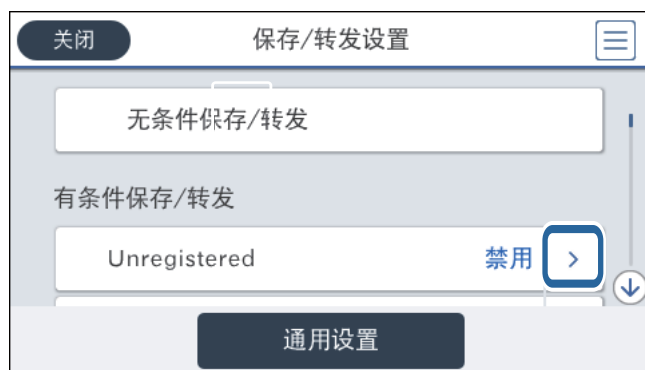 关闭
保存/转发设置
无条件保存/转发
有条件保存/转发
Unregistered 禁用
通用设置